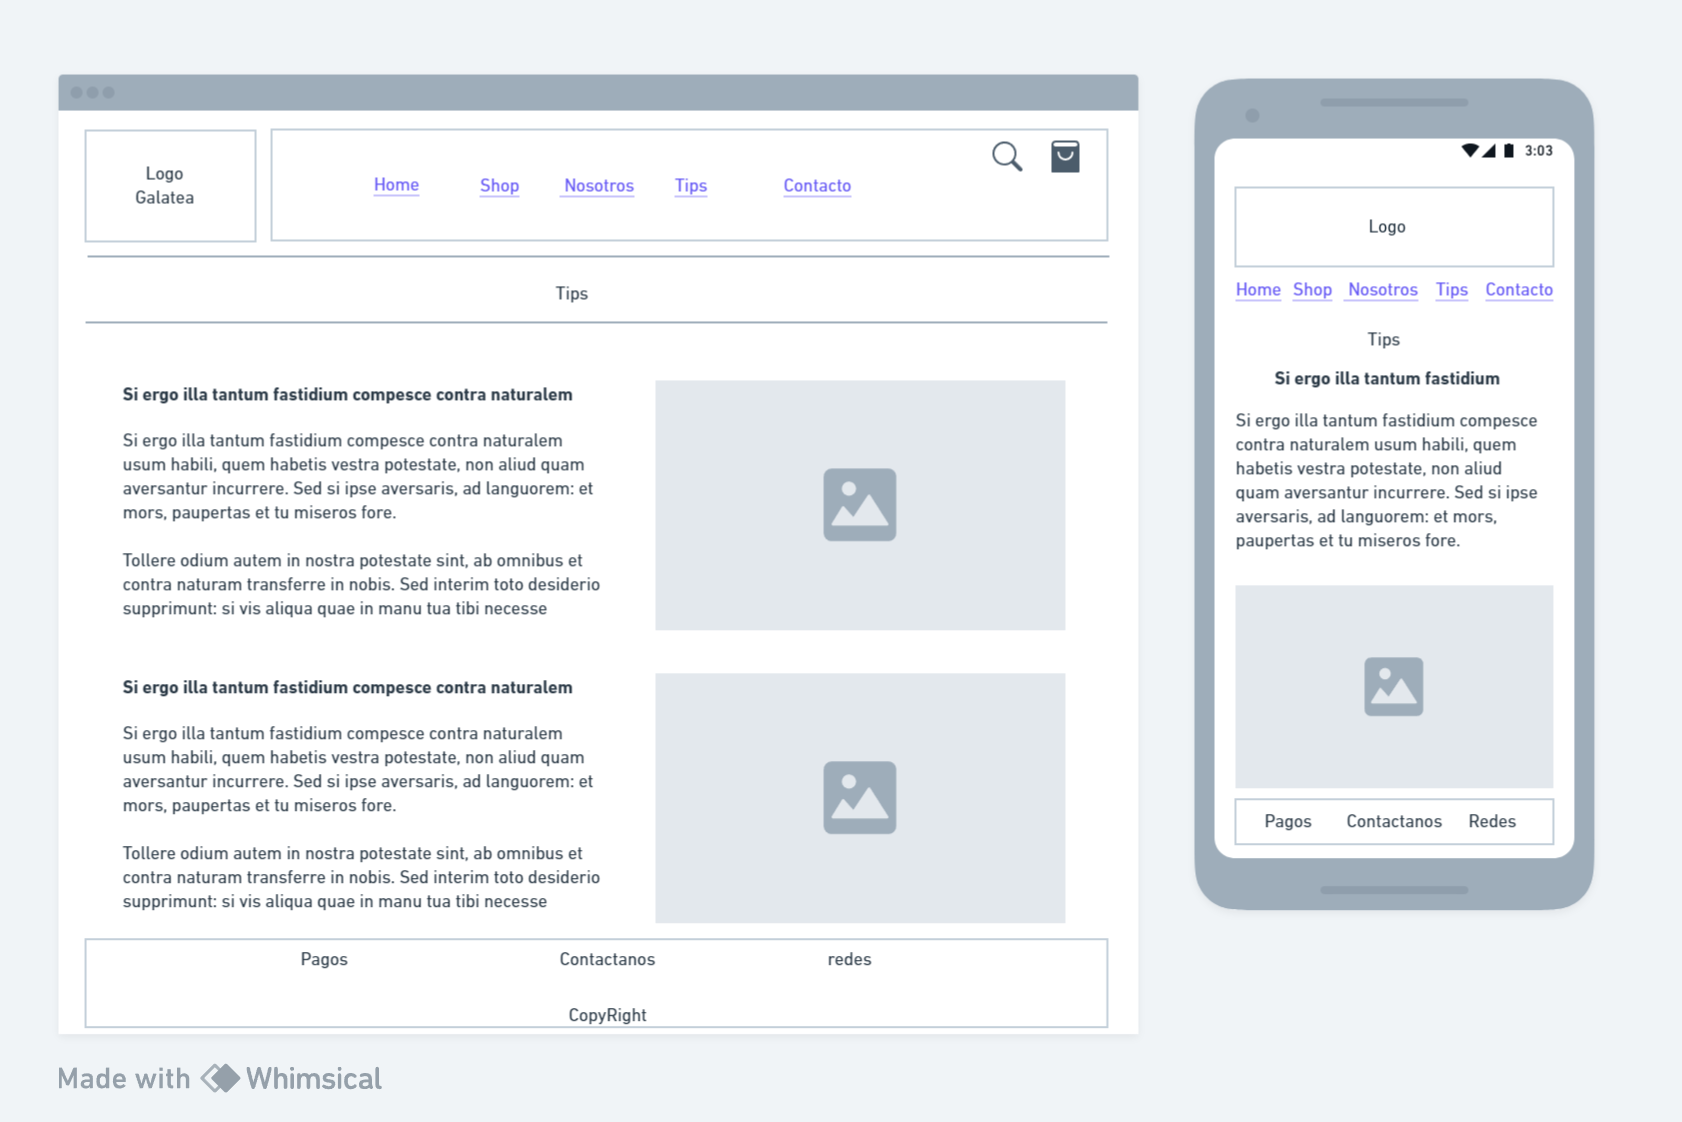 Logo
Galatea
Home Shop Nosotros Tips Contacto
Tips
Si ergo illa tantum fastidium compesce contra naturalem
Si ergo illa tantum fastidium compesce contra naturalem
usum habili, quem habetis vestra potestate, non aliud quam
aversantur incurrere. Sed si ipse aversaris, ad languorem: et
mors, paupertas et tu miseros fore.
Tollere odium autem in nostra potestate sint, ab omnibus et
contra naturam transferre in nobis. Sed interim toto desiderio
supprimunt: si vis aliqua quae in manu tua tibi necesse
Si ergo illa tantum fastidium compesce contra naturalem
Si ergo illa tantum fastidium compesce contra naturalem
usum habili, quem habetis vestra potestate, non aliud quam
aversantur incurrere. Sed si ipse aversaris, ad languorem: et
mors, paupertas et tu miseros fore.
Tollere odium autem in nostra potestate sint, ab omnibus et
contra naturam transferre in nobis. Sed interim toto desiderio
supprimunt: si vis aliqua quae in manu tua tibi necesse
Pagos Contactanos redes
CopyRight
3:03
Logo
Home Shop Nosotros Tips Contacto
Tips
Si ergo illa tantum fastidium
Si ergo illa tantum fastidium compesce
contra naturalem usum habili, quem
habetis vestra potestate, non aliud
quam aversantur incurrere. Sed si ipse
aversaris, ad languorem: et mors,
paupertas et tu miseros fore.
Pagos Contactanos Redes
Made with Whimsical